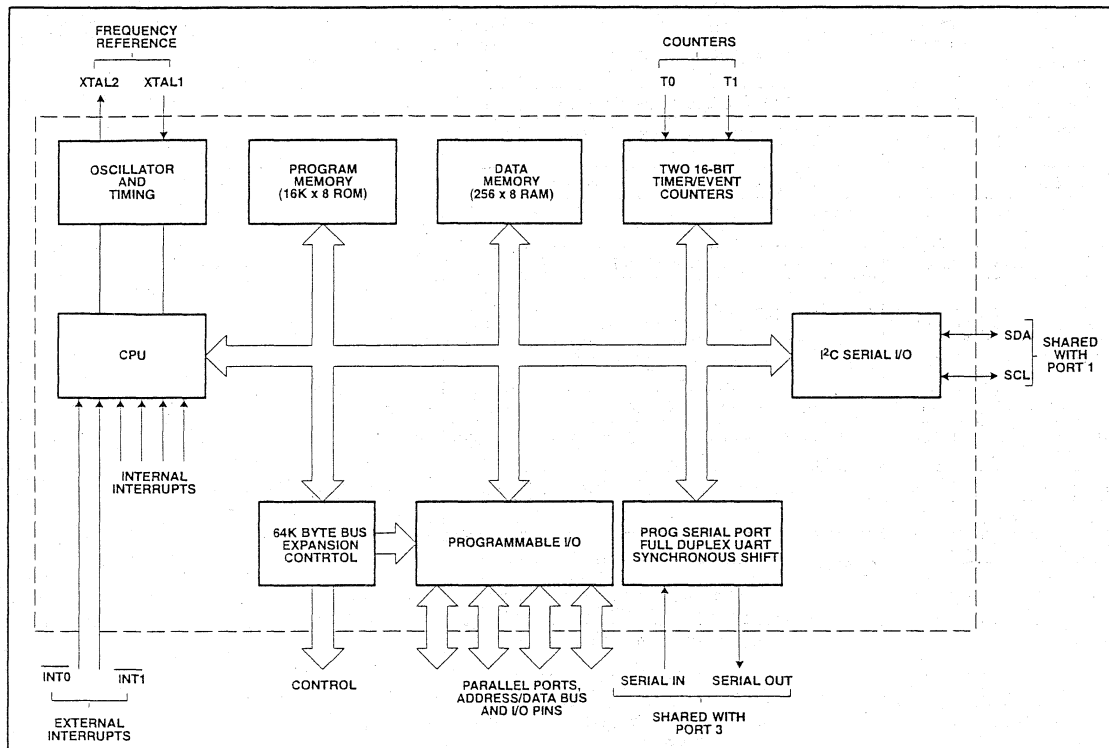 FREQUENCY
REFERENCE
XTAL2
XTAL1
COUNTERS
T0
T1
OSCILLATOR
AND
TIMING
PROGRAM
MEMORY
(16K x 8 ROM)
DATA
MEMORY
(256 x 8 RAM)
TWO 16-BIT
TIMER/EVENT
COUNTERS
CPU
I²C SERIAL I/O
SDA
SCL
SHARED
WITH
PORT 1
INTERNAL
INTERRUPTS
64K BYTE BUS
EXPANSION
CONTRTOL
PROGRAMMABLE I/O
PROG SERIAL PORT
FULL DUPLEX UART
SYNCHRONOUS SHIFT
INT0
INT1
EXTERNAL
INTERRUPTS
CONTROL
PARALLEL PORTS,
ADDRESS/DATA BUS
AND I/O PINS
SERIAL IN
SERIAL OUT
SHARED WITH
PORT 3